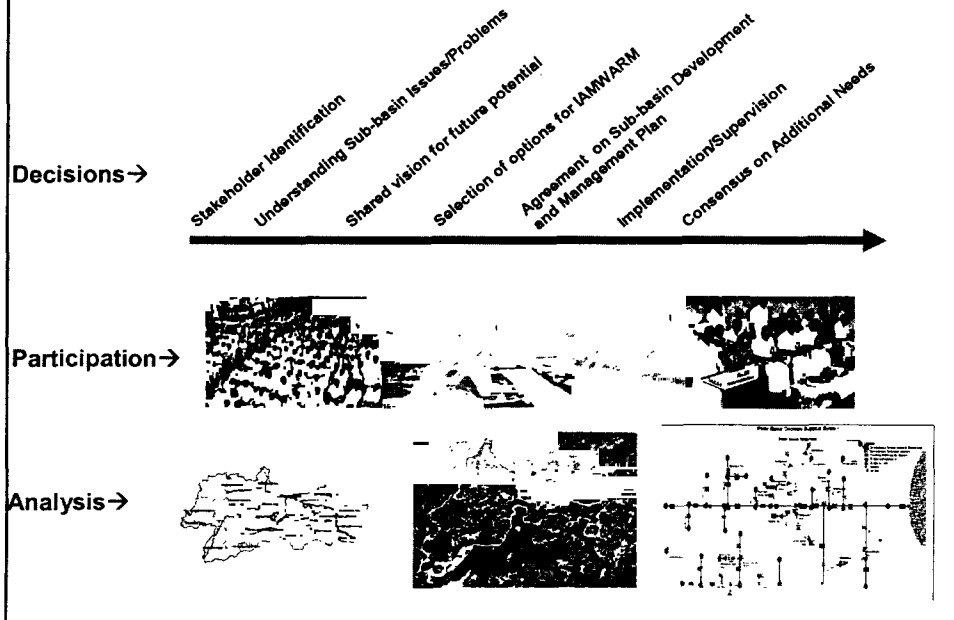 Decisions→
Stakeholder Identification
Understanding Sub-basin Issues/Problems
Shared vision for future potential
Selection of options for IAMWARM
Agreement on Sub-basin Development
and Management Plan
Implementation/Supervision
Consensus on Additional Needs
Participation→
Analysis→